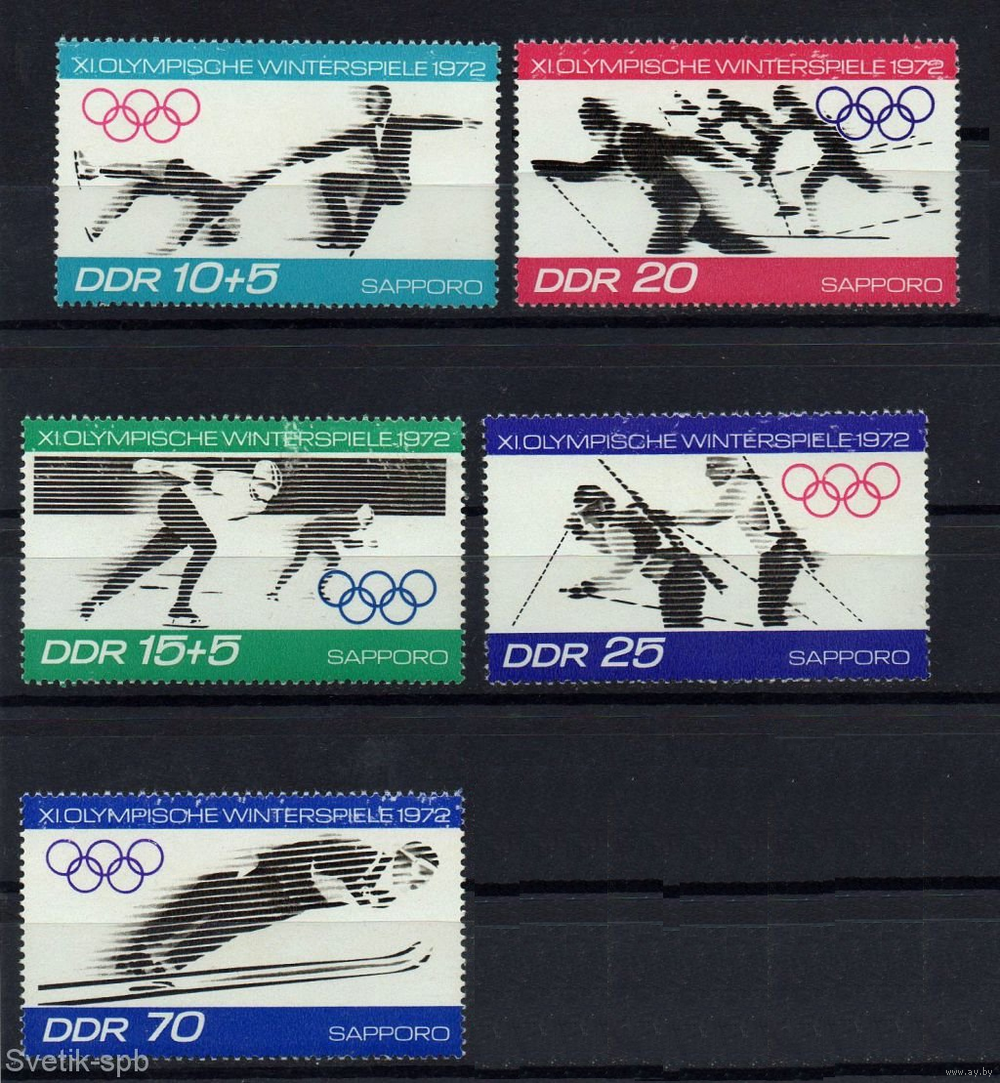 XI.OLYMPISCHE WINTERSPIELE 1972
DDR 10+5 SAPPORO
XI.OLYMPISCHE WINTERSPIELE 1972
DDR 20 SAPPORO
XI.OLYMPISCHE WINTERSPIELE 1972
DDR 15+5 SAPPORO
XI.OLYMPISCHE WINTERSPIELE 1972
DDR 25 SAPPORO
XI.OLYMPISCHE WINTERSPIELE 1972
DDR 70 SAPPORO
Svetik-spb
www.ay.by